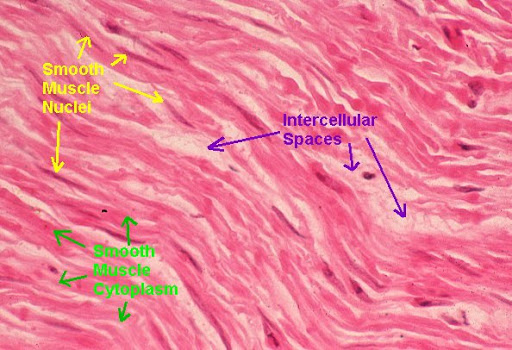 Smooth
Muscle
Nuclei
Intercellular
Spaces
Smooth
Muscle
Cytoplasm